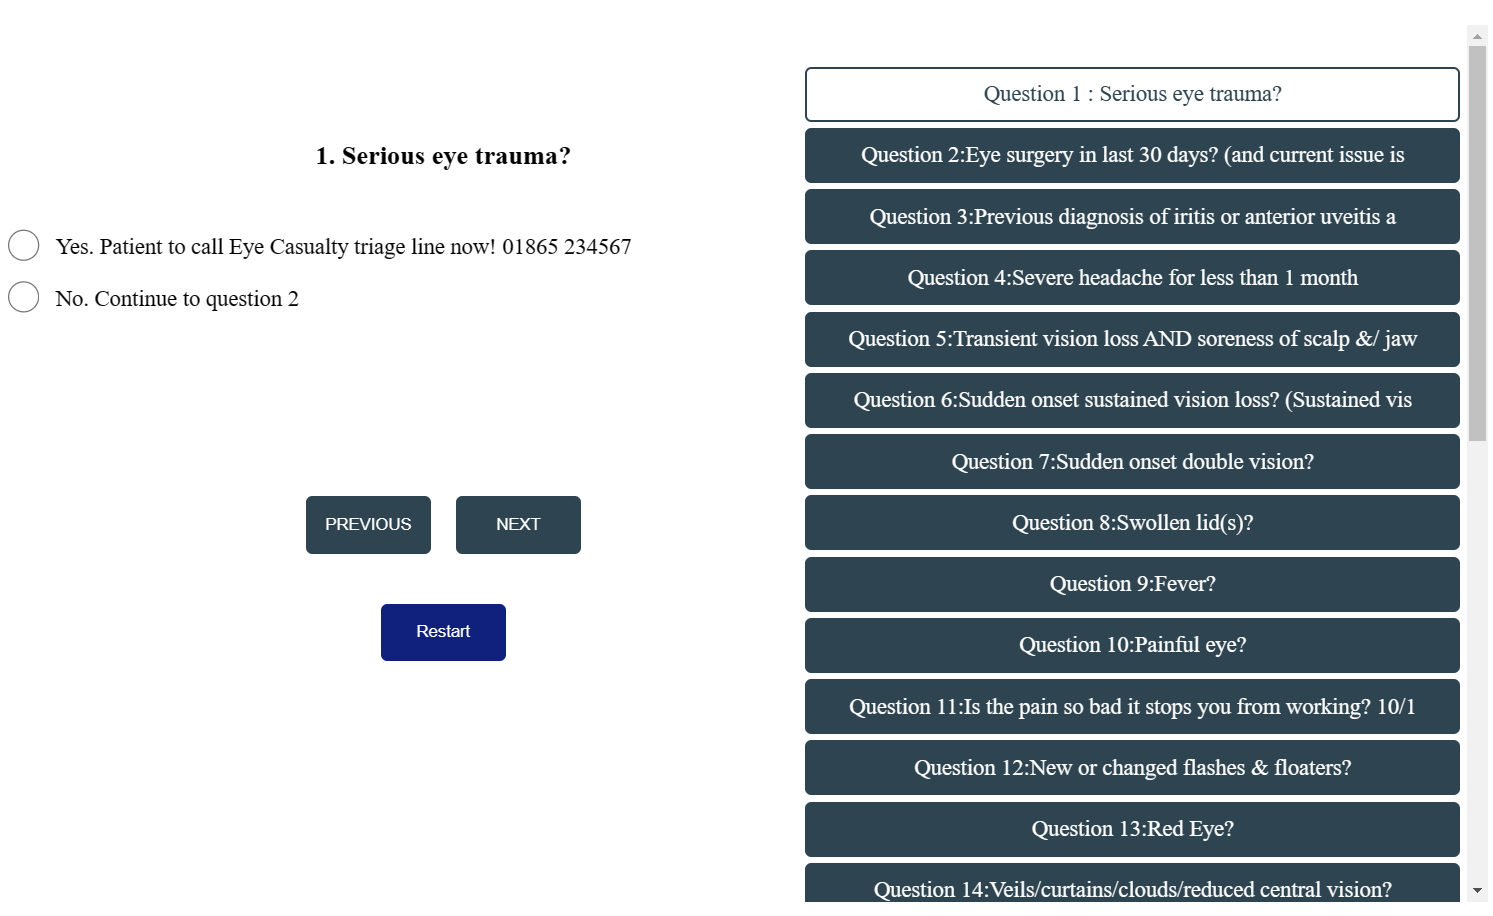 1. Serious eye trauma?
Yes. Patient to call Eye Casualty triage line now! 01865 234567
No. Continue to question 2
PREVIOUS
NEXT
Restart
Question 1 : Serious eye trauma?
Question 2:Eye surgery in last 30 days? (and current issue is
Question 3:Previous diagnosis of iritis or anterior uveitis a
Question 4:Severe headache for less than 1 month
Question 5:Transient vision loss AND soreness of scalp &/ jaw
Question 6:Sudden onset sustained vision loss? (Sustained vis
Question 7:Sudden onset double vision?
Question 8:Swollen lid(s)?
Question 9:Fever?
Question 10:Painful eye?
Question 11:Is the pain so bad it stops you from working? 10/1
Question 12:New or changed flashes & floaters?
Question 13:Red Eye?
Question 14:Veils/curtains/clouds/reduced central vision?